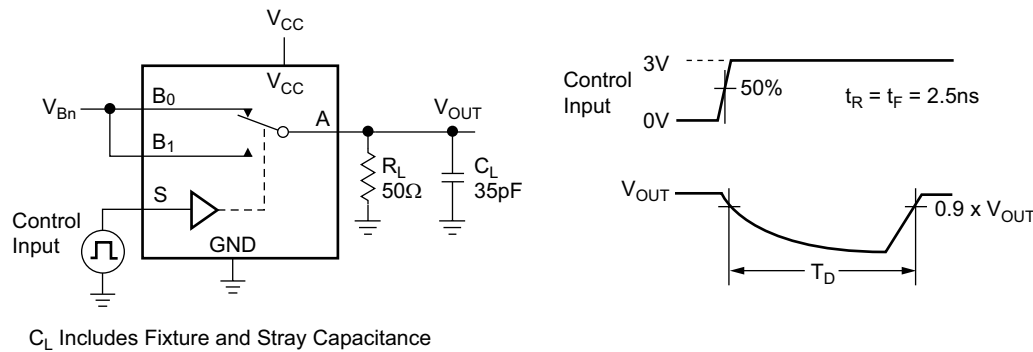 V_CC
V_CC
V_Bn
B_0
B_1
A
V_OUT
R_L
50Ω
C_L
35pF
S
Control
Input
GND
C_L Includes Fixture and Stray Capacitance
Control
Input
3V
0V
50%
t_R = t_F = 2.5ns
V_OUT
0.9 x V_OUT
T_D